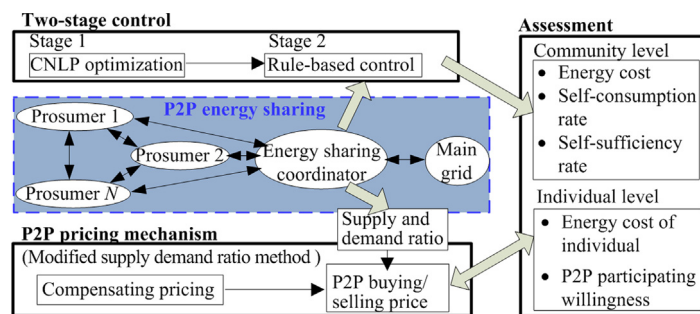 Two-stage control
Stage 1
Stage 2
CNLP optimization
Rule-based control
P2P energy sharing
Prosumer 1
Prosumer 2
Prosumer N
Energy sharing
coordinator
Main
grid
Supply and
demand ratio
P2P pricing mechanism
(Modified supply demand ratio method )
Compensating pricing
P2P buying/
selling price
Assessment
Community level
• Energy cost
• Self-consumption
rate
• Self-sufficiency
rate
Individual level
• Energy cost of
individual
• P2P participating
willingness